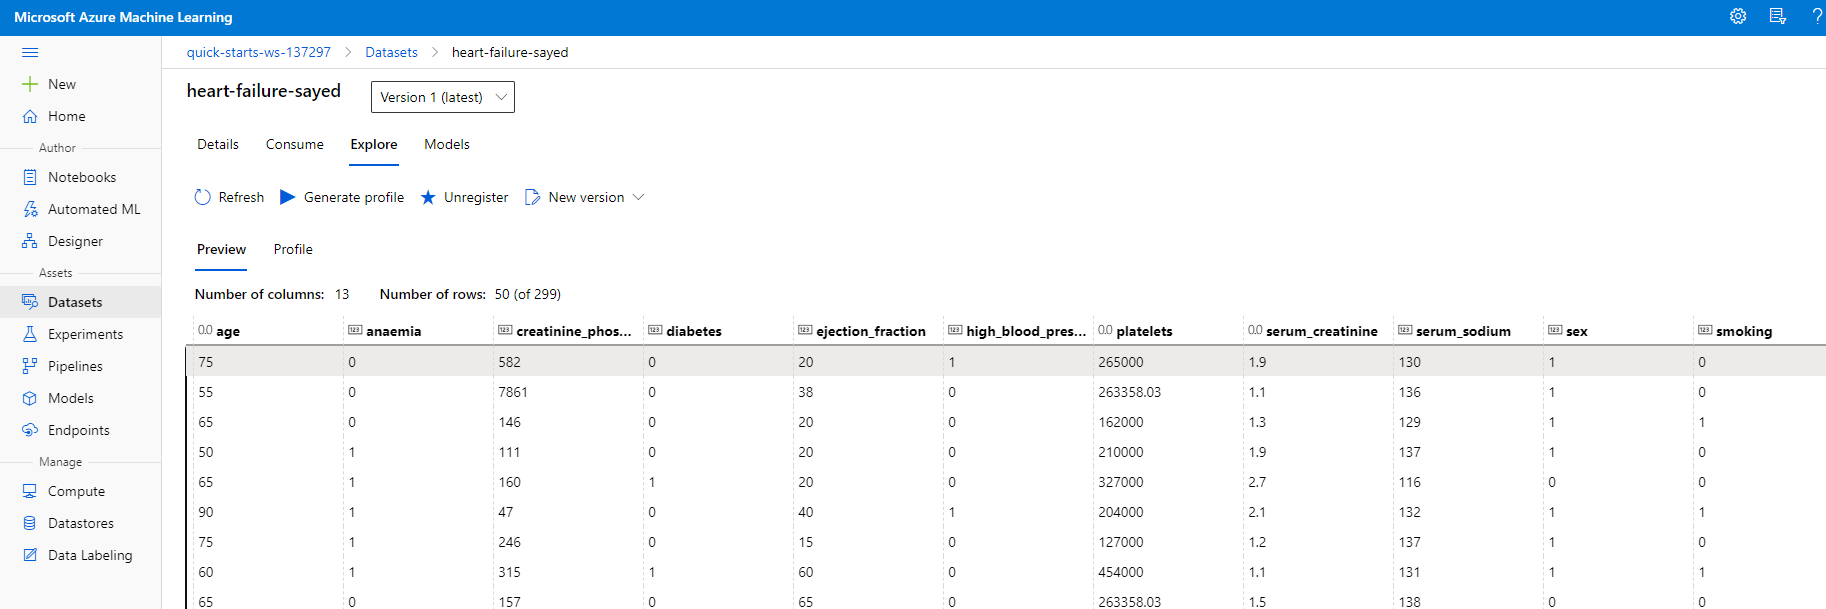 Microsoft Azure Machine Learning
?
quick-starts-ws-137297 > Datasets > heart-failure-sayed
New
Home
Author
Notebooks
Automated ML
Designer
Assets
Datasets
Experiments
Pipelines
Models
Endpoints
Manage
Compute
Datastores
Data Labeling
heart-failure-sayed Version 1 (latest)
Details Consume Explore Models
Refresh Generate profile Unregister New version
Preview Profile
Number of columns: 13 Number of rows: 50 (of 299)
0.0 age 123 anaemia 123 creatinine_phos... 123 diabetes 123 ejection_fraction 123 high_blood_pres... 0.0 platelets 0.0 serum_creatinine 123 serum_sodium 123 sex 123 smoking
75 0 582 0 20 1 265000 1.9 130 1 0
55 0 7861 0 38 0 263358.03 1.1 136 1 0
65 0 146 0 20 0 162000 1.3 129 1 1
50 1 111 0 20 0 210000 1.9 137 1 0
65 1 160 1 20 0 327000 2.7 116 0 0
90 1 47 0 40 1 204000 2.1 132 1 1
75 1 246 0 15 0 127000 1.2 137 1 0
60 1 315 1 60 0 454000 1.1 131 1 1
65 0 157 0 65 0 263358.03 1.5 138 0 0